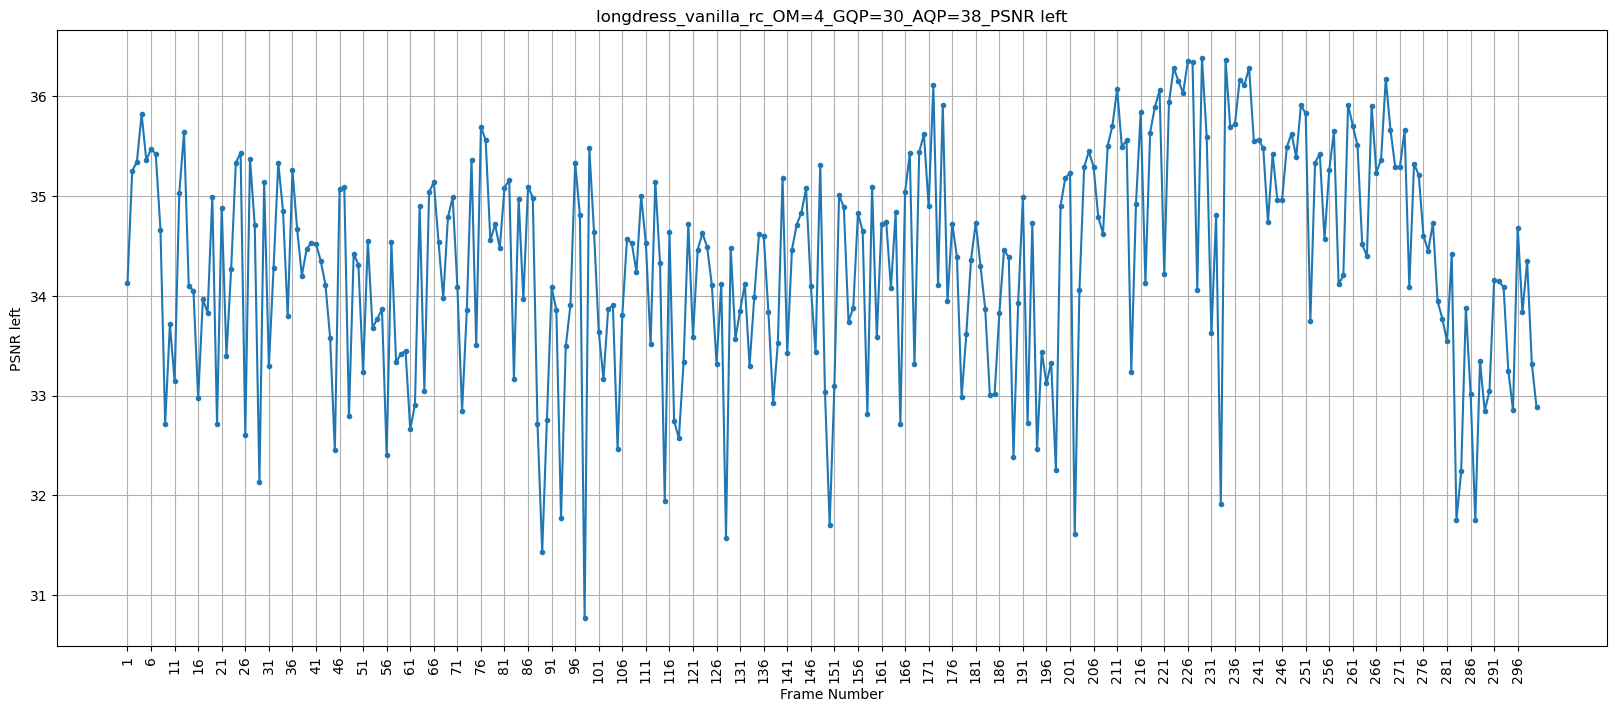 longdress_vanilla_rc_OM=4_GQP=30_AQP=38_PSNR left
PSNR left
36
35
34
33
32
31
1 6 11 16 21 26 31 36 41 46 51 56 61 66 71 76 81 86 91 96 101 106 111 116 121 126 131 136 141 146 151 156 161 166 171 176 181 186 191 196 201 206 211 216 221 226 231 236 241 246 251 256 261 266 271 276 281 286 291 296
Frame Number